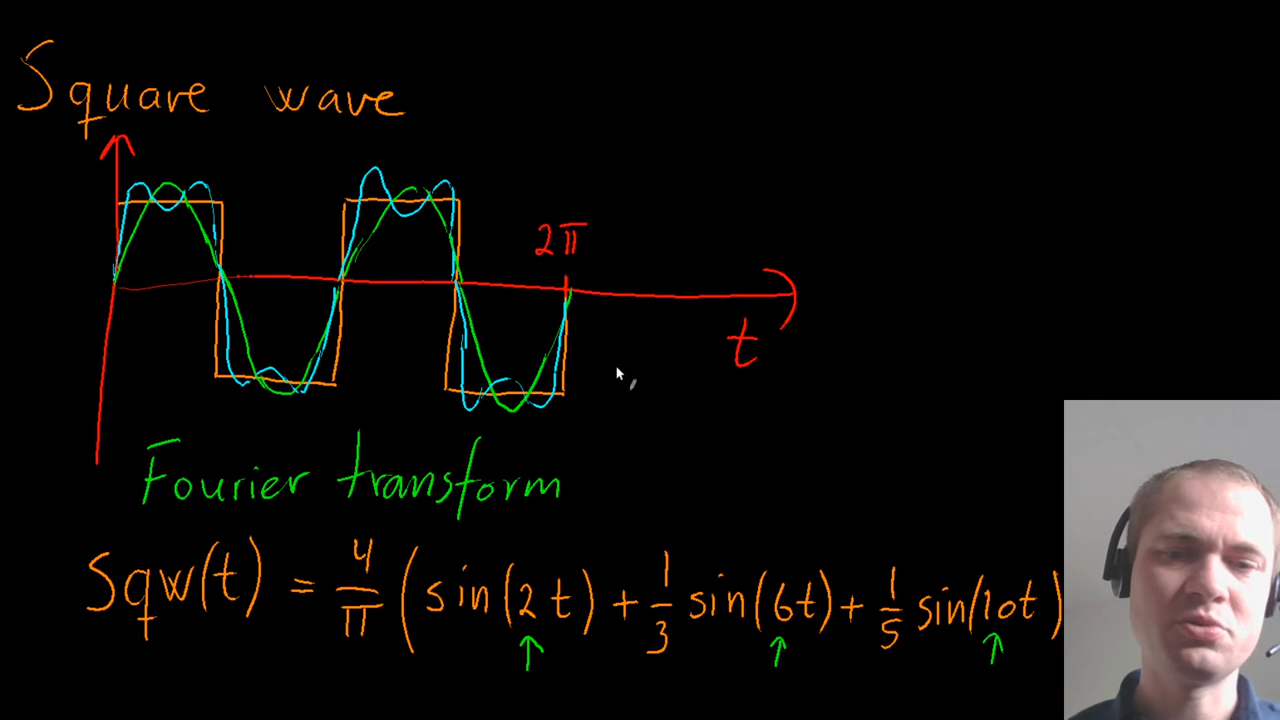 Square wave
2π
t
Fourier transform
Sqw(t) = 4/π (sin(2t) + 1/3 sin(6t) + 1/5 sin(10t)